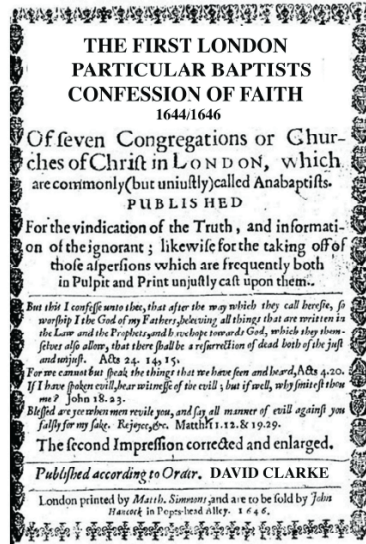 THE FIRST LONDON
PARTICULAR BAPTISTS
CONFESSION OF FAITH
1644/1646
Of ſeven Congregations or Chur-
ches of Chriſt in LONDON, which
are commonly (but uniuſtly) called Anabaptiſts.
PUBLISHED
For the vindication of the Truth, and informati-
on of the ignorant; likewiſe for the taking off of
thoſe aſperſions which are frequently both
in Pulpit and Print unjuſtly caſt upon them.
But this I confeſſe unto thee, that after the way which they call hereſie, ſo
worſhip I the God of my Fathers, beleeving all things that are written in
the Law and the Prophets, and have hope towards God, which they them-
ſelves alſo allow, that there ſhall be a reſurrection of dead both of the juſt
and unjuſt. Acts 24. 14, 15.
For we cannot but ſpeak the things that we have ſeen and heard, Acts 4.20.
If I have ſpoken evill, bear witneſſe of the evill; but if well, why ſmiteſt thou
me? John 18.23.
Bleſſed are yee when men revile you, and ſay all manner of evill againſt you
falſly for my ſake. Rejoyce, &c. Matth. 5.11,12. & 19.29.
The ſecond Impreſſion corrected and enlarged.
Publiſhed according to Order. DAVID CLARKE
London printed by Matth. Simmons, and are to be ſold by John
Hancock in Popes-head Alley. 1646.